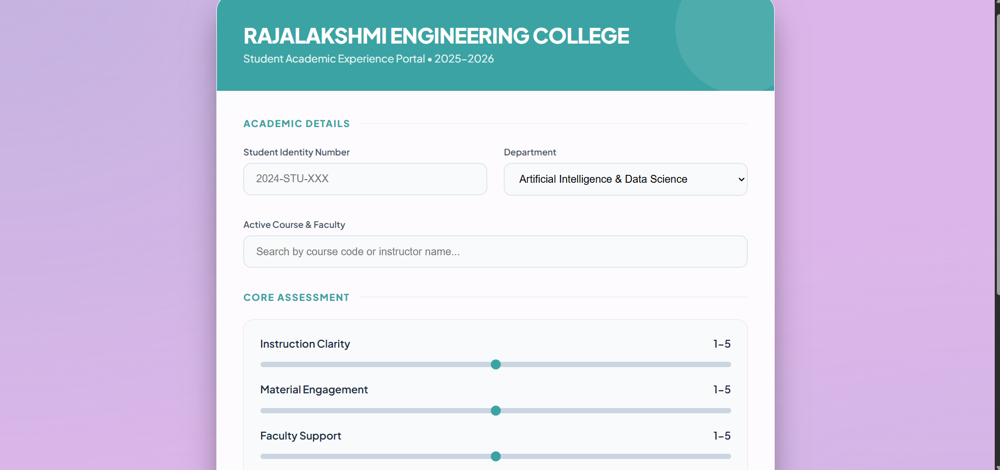 RAJALAKSHMI ENGINEERING COLLEGE
Student Academic Experience Portal • 2025–2026
ACADEMIC DETAILS
Student Identity Number
Department
2024-STU-XXX
Artificial Intelligence & Data Science
Active Course & Faculty
Search by course code or instructor name...
CORE ASSESSMENT
Instruction Clarity 1–5
Material Engagement 1–5
Faculty Support 1–5